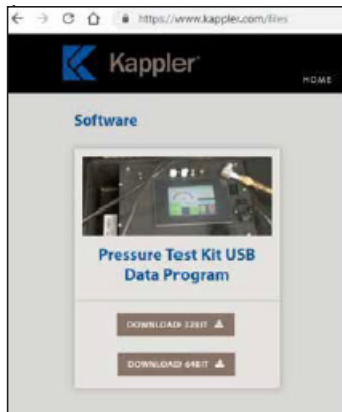 https://www.kappler.com/files
Kappler
HOME
Software
Pressure Test Kit USB
Data Program
DOWNLOAD 32BIT
DOWNLOAD 64BIT